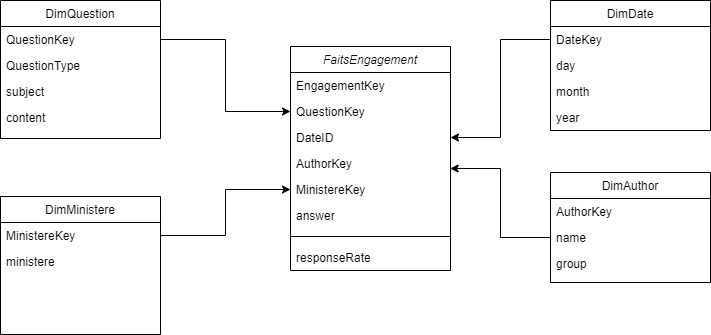 DimQuestion
QuestionKey
QuestionType
subject
content
DimMinistere
MinistereKey
ministere
FaitsEngagement
EngagementKey
QuestionKey
DateID
AuthorKey
MinistereKey
answer
responseRate
DimDate
DateKey
day
month
year
DimAuthor
AuthorKey
name
group